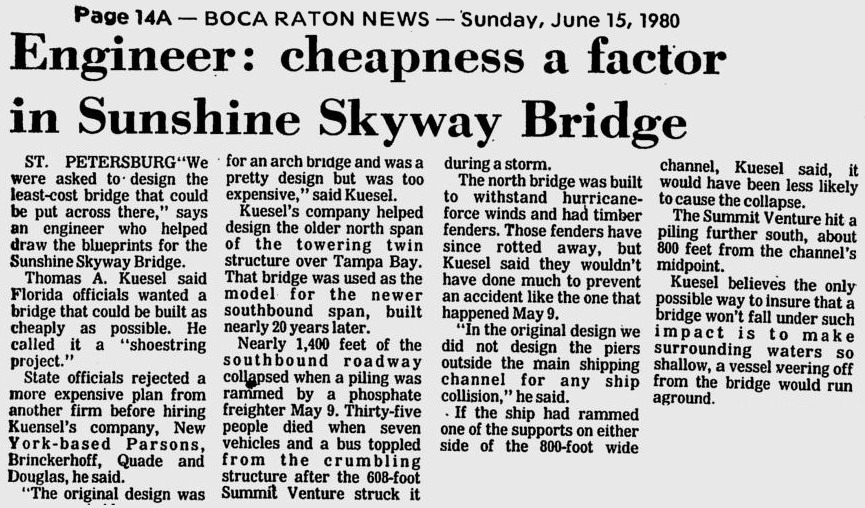 Page 14A — BOCA RATON NEWS — Sunday, June 15, 1980
Engineer: cheapness a factor
in Sunshine Skyway Bridge
ST. PETERSBURG"We
were asked to design the
least-cost bridge that could
be put across there," says
an engineer who helped
draw the blueprints for the
Sunshine Skyway Bridge.
Thomas A. Kuesel said
Florida officials wanted a
bridge that could be built as
cheaply as possible. He
called it a "shoestring
project."
State officials rejected a
more expensive plan from
another firm before hiring
Kuensel's company, New
York-based Parsons,
Brinckerhoff, Quade and
Douglas, he said.
"The original design was
for an arch bridge and was a
pretty design but was too
expensive," said Kuesel.
Kuesel's company helped
design the older north span
of the towering twin
structure over Tampa Bay.
That bridge was used as the
model for the newer
southbound span, built
nearly 20 years later.
Nearly 1,400 feet of the
southbound roadway
collapsed when a piling was
rammed by a phosphate
freighter May 9. Thirty-five
people died when seven
vehicles and a bus toppled
from the crumbling
structure after the 608-foot
Summit Venture struck it
during a storm.
The north bridge was built
to withstand hurricane-
force winds and had timber
fenders. Those fenders have
since rotted away, but
Kuesel said they wouldn't
have done much to prevent
an accident like the one that
happened May 9.
"In the original design we
did not design the piers
outside the main shipping
channel for any ship
collision," he said.
If the ship had rammed
one of the supports on either
side of the 800-foot wide
channel, Kuesel said, it
would have been less likely
to cause the collapse.
The Summit Venture hit a
piling further south, about
800 feet from the channel's
midpoint.
Kuesel believes the only
possible way to insure that a
bridge won't fall under such
impact is to make
surrounding waters so
shallow, a vessel veering off
from the bridge would run
aground.